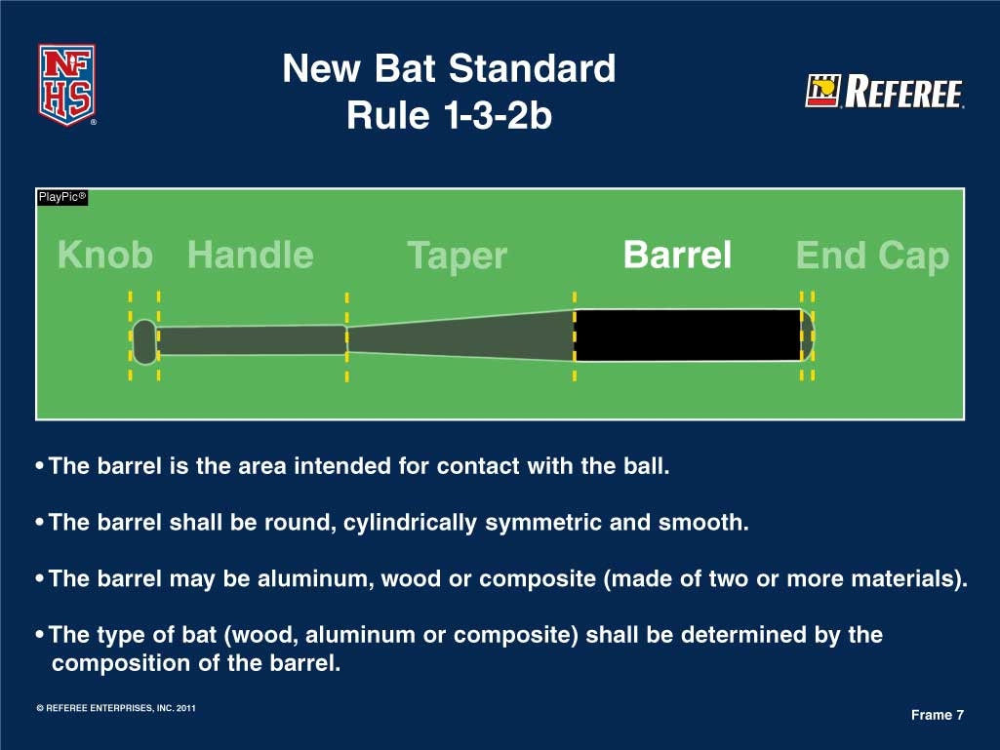 NF
HS
®
New Bat Standard
Rule 1-3-2b
REFEREE
PlayPic®
Knob Handle Taper Barrel End Cap
• The barrel is the area intended for contact with the ball.
• The barrel shall be round, cylindrically symmetric and smooth.
• The barrel may be aluminum, wood or composite (made of two or more materials).
• The type of bat (wood, aluminum or composite) shall be determined by the
composition of the barrel.
© REFEREE ENTERPRISES, INC. 2011
Frame 7